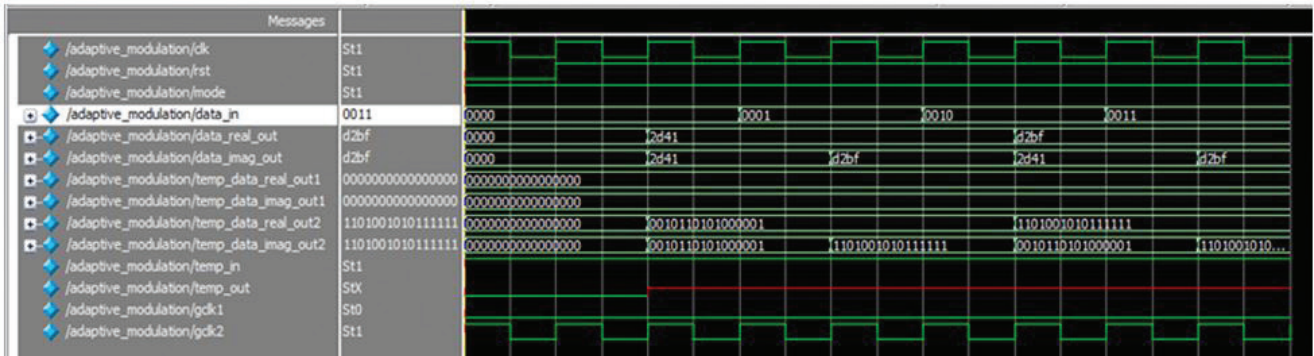 Messages
/adaptive_modulation/clk St1
/adaptive_modulation/rst St1
/adaptive_modulation/mode St1
/adaptive_modulation/data_in 0011 0000 0001 0010 0011
/adaptive_modulation/data_real_out d2bf 0000 2d41 d2bf
/adaptive_modulation/data_imag_out d2bf 0000 2d41 d2bf 2d41 d2bf
/adaptive_modulation/temp_data_real_out1 0000000000000000 0000000000000000
/adaptive_modulation/temp_data_imag_out1 0000000000000000 0000000000000000
/adaptive_modulation/temp_data_real_out2 1101001010111111 0000000000000000 0010110101000001 1101001010111111
/adaptive_modulation/temp_data_imag_out2 1101001010111111 0000000000000000 0010110101000001 1101001010111111 0010110101000001 1101001010...
/adaptive_modulation/temp_in St1
/adaptive_modulation/temp_out StX
/adaptive_modulation/gclk1 St0
/adaptive_modulation/gclk2 St1